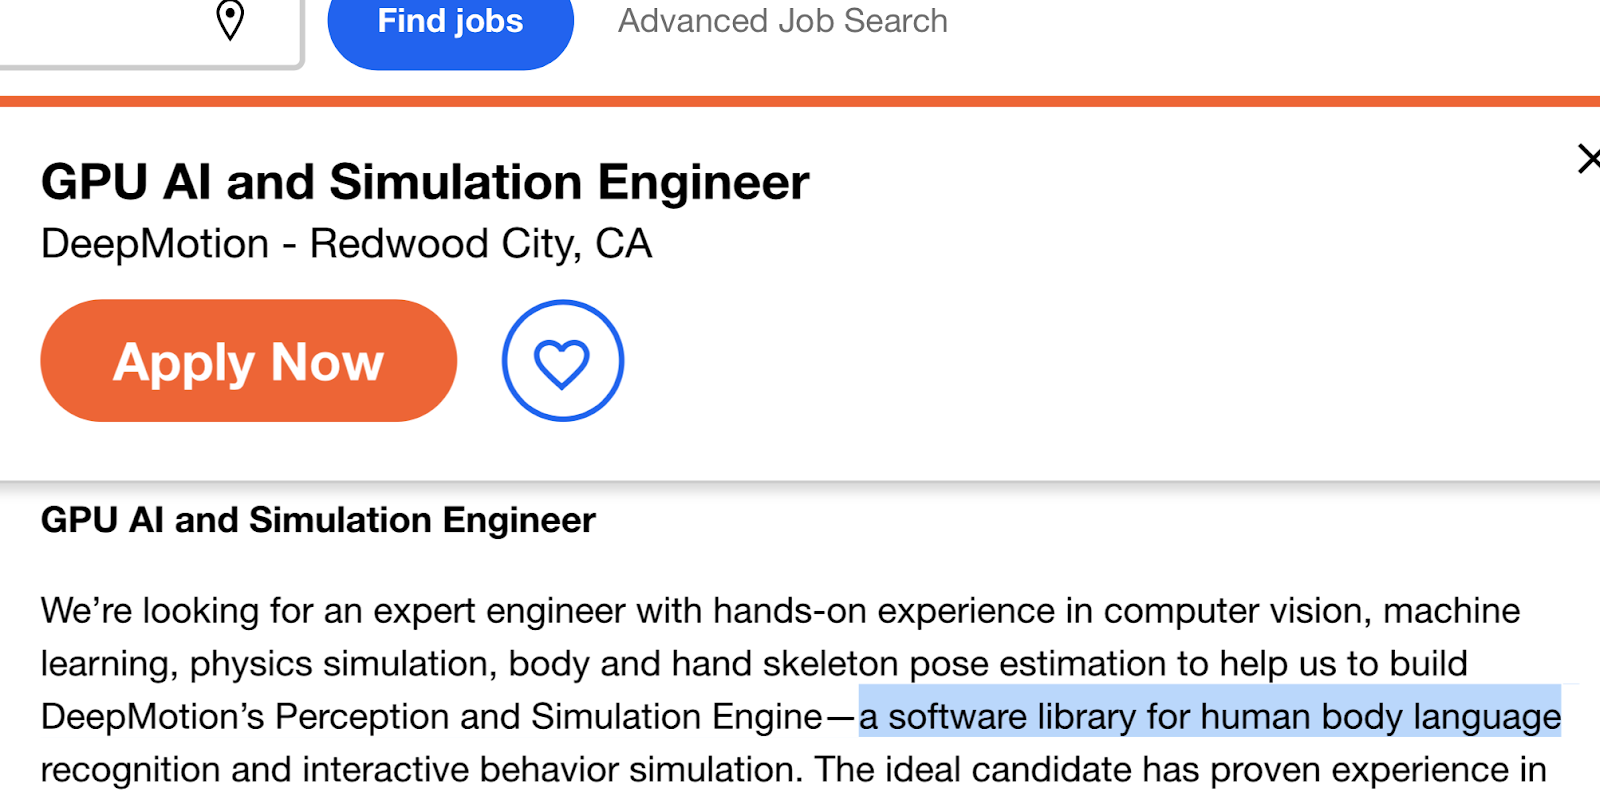 Find jobs
Advanced Job Search
GPU AI and Simulation Engineer
DeepMotion - Redwood City, CA
Apply Now
GPU AI and Simulation Engineer
We’re looking for an expert engineer with hands-on experience in computer vision, machine
learning, physics simulation, body and hand skeleton pose estimation to help us to build
DeepMotion’s Perception and Simulation Engine—a software library for human body language
recognition and interactive behavior simulation. The ideal candidate has proven experience in